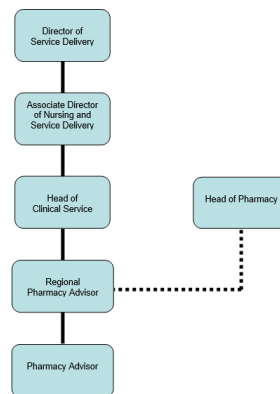 Director of
Service Delivery
Associate Director
of Nursing and
Service Delivery
Head of
Clinical Service
Head of Pharmacy
Regional
Pharmacy Advisor
Pharmacy Advisor